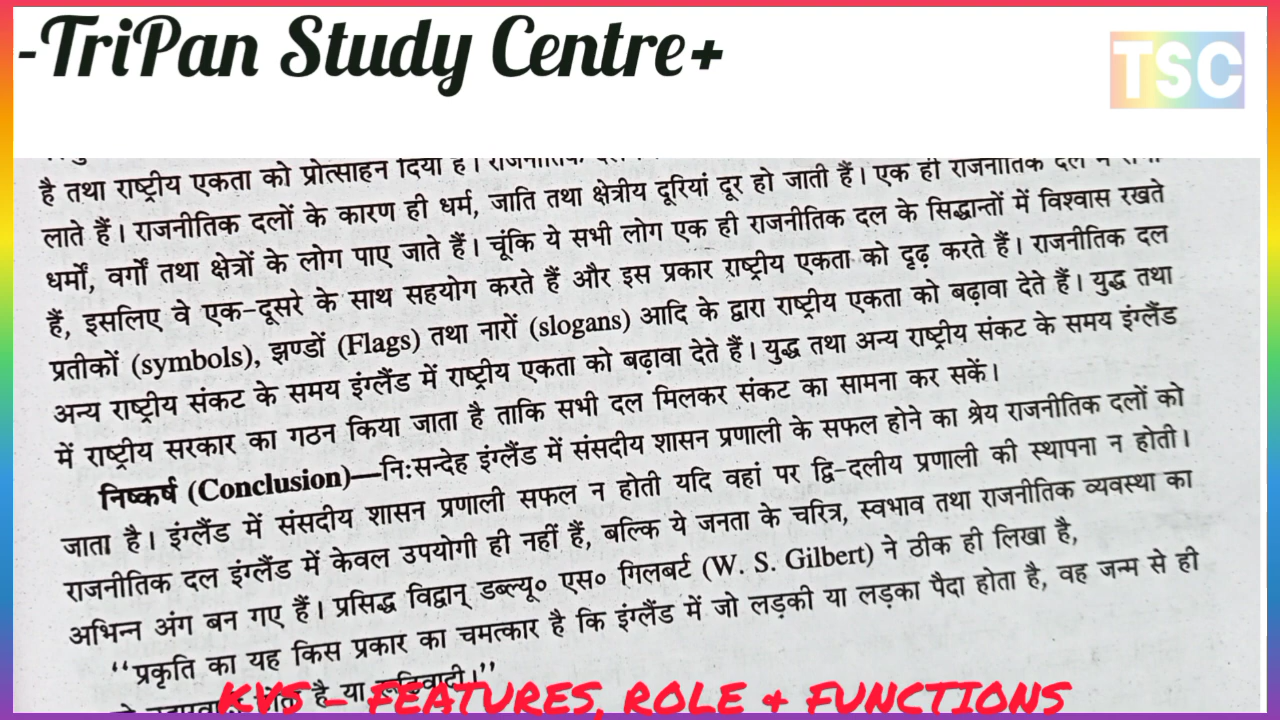 -TriPan Study Centre+
TSC
है तथा राष्ट्रीय एकता को प्रोत्साहन दिया है। राजनीतिक
लाते हैं। राजनीतिक दलों के कारण ही धर्म, जाति तथा क्षेत्रीय दूरियां दूर हो जाती हैं। एक ही राजनीतिक दल में
धर्मों, वर्गों तथा क्षेत्रों के लोग पाए जाते हैं। चूंकि ये सभी लोग एक ही राजनीतिक दल के सिद्धान्तों में विश्वास रखते
हैं, इसलिए वे एक-दूसरे के साथ सहयोग करते हैं और इस प्रकार राष्ट्रीय एकता को दृढ़ करते हैं। राजनीतिक दल
प्रतीकों (symbols), झण्डों (Flags) तथा नारों (slogans) आदि के द्वारा राष्ट्रीय एकता को बढ़ावा देते हैं। युद्ध तथा
अन्य राष्ट्रीय संकट के समय इंग्लैंड में राष्ट्रीय एकता को बढ़ावा देते हैं। युद्ध तथा अन्य राष्ट्रीय संकट के समय इंग्लैंड
में राष्ट्रीय सरकार का गठन किया जाता है ताकि सभी दल मिलकर संकट का सामना कर सकें।
निष्कर्ष (Conclusion)—नि:सन्देह इंग्लैंड में संसदीय शासन प्रणाली के सफल होने का श्रेय राजनीतिक दलों को
जाता है। इंग्लैंड में संसदीय शासन प्रणाली सफल न होती यदि वहां पर द्वि-दलीय प्रणाली की स्थापना न होती।
राजनीतिक दल इंग्लैंड में केवल उपयोगी ही नहीं हैं, बल्कि ये जनता के चरित्र, स्वभाव तथा राजनीतिक व्यवस्था का
अभिन्न अंग बन गए हैं। प्रसिद्ध विद्वान् डब्ल्यू० एस० गिलबर्ट (W. S. Gilbert) ने ठीक ही लिखा है,
‘‘प्रकृति का यह किस प्रकार का चमत्कार है कि इंग्लैंड में जो लड़की या लड़का पैदा होता है, वह जन्म से ही
है या रूढ़िवादी।’’
KYS - FEATURES, ROLE & FUNCTIONS